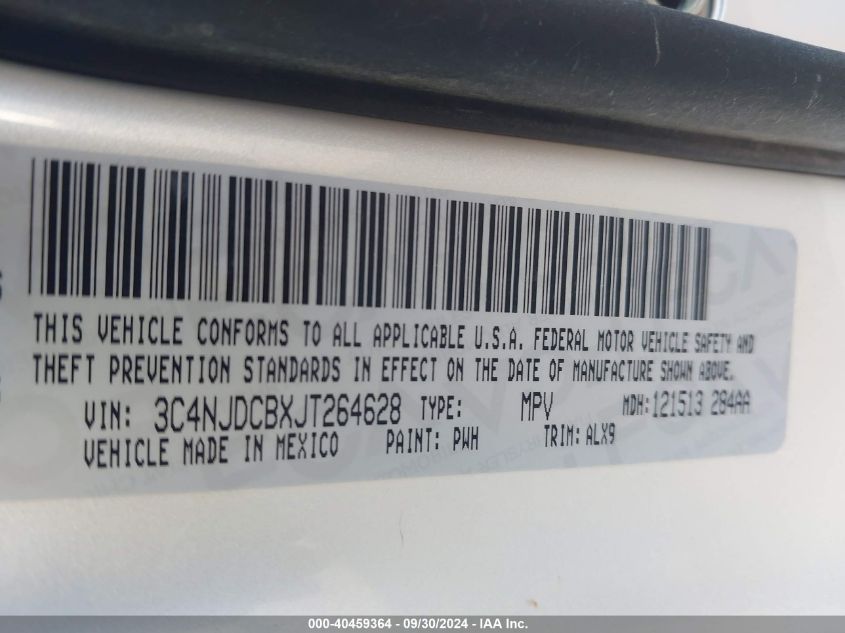 THIS VEHICLE CONFORMS TO ALL APPLICABLE U.S.A. FEDERAL MOTOR VEHICLE SAFETY AND
THEFT PREVENTION STANDARDS IN EFFECT ON THE DATE OF MANUFACTURE SHOWN ABOVE.
VIN: 3C4NJDCBXJT264628 TYPE: MPV MDH:121513 284AA
VEHICLE MADE IN MEXICO PAINT: PWH TRIM: ALX9
000-40459364 - 09/30/2024 - IAA Inc.